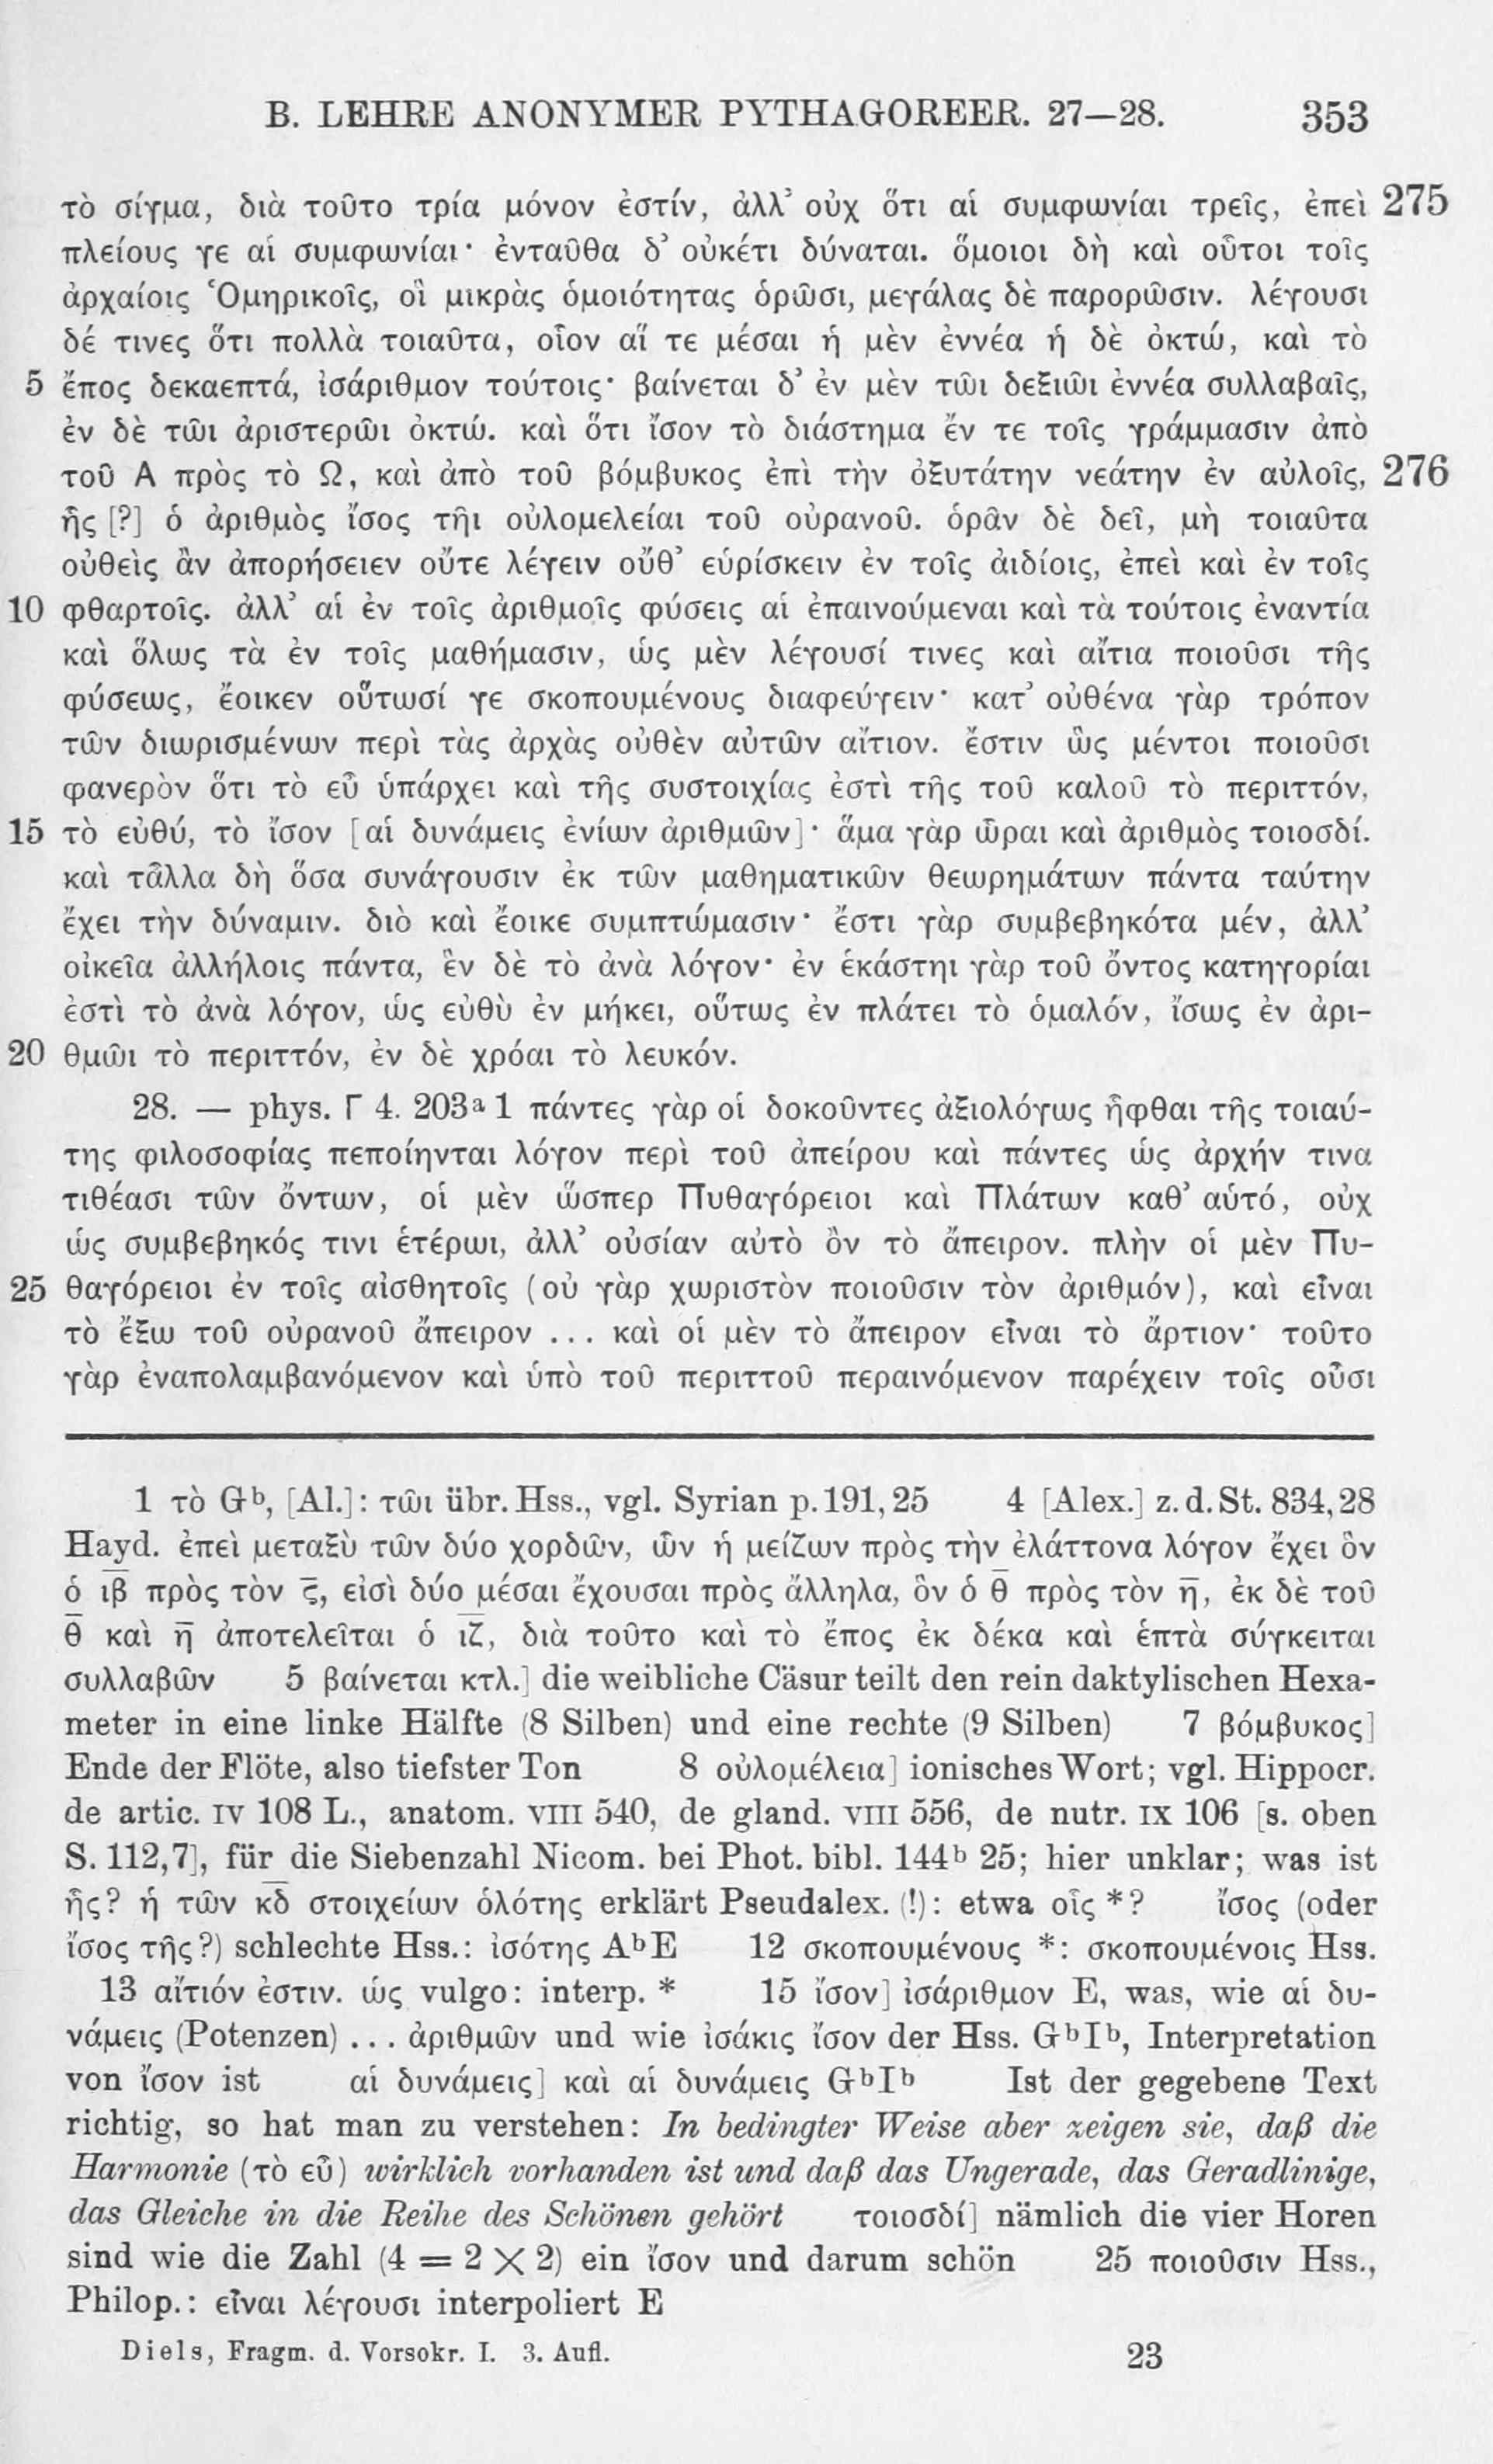 B. LEHRE ANONYMER PYTHAGOREER. 27—28. 353
τὸ σίγμα, διὰ τοῦτο τρία μόνον ἐστίν, ἀλλ’ οὐχ ὅτι αἱ συμφωνίαι τρεῖς, ἐπεὶ 275
πλείους γε αἱ συμφωνίαι· ἐνταῦθα δ’ οὐκέτι δύναται. ὅμοιοι δὴ καὶ οὗτοι τοῖς
ἀρχαίοις Ὁμηρικοῖς, οἳ μικρὰς ὁμοιότητας ὁρῶσι, μεγάλας δὲ παρορῶσιν. λέγουσι
δέ τινες ὅτι πολλὰ τοιαῦτα, οἷον αἵ τε μέσαι ἡ μὲν ἐννέα ἡ δὲ ὀκτώ, καὶ τὸ
5 ἔπος δεκαεπτά, ἰσάριθμον τούτοις· βαίνεται δ’ ἐν μὲν τῶι δεξιῶι ἐννέα συλλαβαῖς,
ἐν δὲ τῶι ἀριστερῶι ὀκτώ. καὶ ὅτι ἴσον τὸ διάστημα ἔν τε τοῖς γράμμασιν ἀπὸ
τοῦ Α πρὸς τὸ Ω, καὶ ἀπὸ τοῦ βόμβυκος ἐπὶ τὴν ὀξυτάτην νεάτην ἐν αὐλοῖς, 276
ἧς [?] ὁ ἀριθμὸς ἴσος τῆι οὐλομελείαι τοῦ οὐρανοῦ. ὁρᾶν δὲ δεῖ, μὴ τοιαῦτα
οὐθεὶς ἂν ἀπορήσειεν οὔτε λέγειν οὔθ’ εὑρίσκειν ἐν τοῖς ἀιδίοις, ἐπεὶ καὶ ἐν τοῖς
10 φθαρτοῖς. ἀλλ’ αἱ ἐν τοῖς ἀριθμοῖς φύσεις αἱ ἐπαινούμεναι καὶ τὰ τούτοις ἐναντία
καὶ ὅλως τὰ ἐν τοῖς μαθήμασιν, ὡς μὲν λέγουσί τινες καὶ αἴτια ποιοῦσι τῆς
φύσεως, ἔοικεν οὕτωσί γε σκοπουμένους διαφεύγειν· κατ’ οὐθένα γὰρ τρόπον
τῶν διωρισμένων περὶ τὰς ἀρχὰς οὐθὲν αὐτῶν αἴτιον. ἔστιν ὣς μέντοι ποιοῦσι
φανερὸν ὅτι τὸ εὖ ὑπάρχει καὶ τῆς συστοιχίας ἐστὶ τῆς τοῦ καλοῦ τὸ περιττόν,
15 τὸ εὐθύ, τὸ ἴσον [αἱ δυνάμεις ἐνίων ἀριθμῶν]· ἅμα γὰρ ὧραι καὶ ἀριθμὸς τοιοσδί.
καὶ τἆλλα δὴ ὅσα συνάγουσιν ἐκ τῶν μαθηματικῶν θεωρημάτων πάντα ταύτην
ἔχει τὴν δύναμιν. διὸ καὶ ἔοικε συμπτώμασιν· ἔστι γὰρ συμβεβηκότα μέν, ἀλλ’
οἰκεῖα ἀλλήλοις πάντα, ἓν δὲ τὸ ἀνὰ λόγον· ἐν ἑκάστηι γὰρ τοῦ ὄντος κατηγορίαι
ἐστὶ τὸ ἀνὰ λόγον, ὡς εὐθὺ ἐν μήκει, οὕτως ἐν πλάτει τὸ ὁμαλόν, ἴσως ἐν ἀρι-
20 θμῶι τὸ περιττόν, ἐν δὲ χρόαι τὸ λευκόν.
28. — phys. Γ 4. 203ᵃ 1 πάντες γὰρ οἱ δοκοῦντες ἀξιολόγως ἧφθαι τῆς τοιαύ-
της φιλοσοφίας πεποίηνται λόγον περὶ τοῦ ἀπείρου καὶ πάντες ὡς ἀρχήν τινα
τιθέασι τῶν ὄντων, οἱ μὲν ὥσπερ Πυθαγόρειοι καὶ Πλάτων καθ’ αὑτό, οὐχ
ὡς συμβεβηκός τινι ἑτέρωι, ἀλλ’ οὐσίαν αὐτὸ ὂν τὸ ἄπειρον. πλὴν οἱ μὲν Πυ-
25 θαγόρειοι ἐν τοῖς αἰσθητοῖς (οὐ γὰρ χωριστὸν ποιοῦσιν τὸν ἀριθμόν), καὶ εἶναι
τὸ ἔξω τοῦ οὐρανοῦ ἄπειρον ... καὶ οἱ μὲν τὸ ἄπειρον εἶναι τὸ ἄρτιον· τοῦτο
γὰρ ἐναπολαμβανόμενον καὶ ὑπὸ τοῦ περιττοῦ περαινόμενον παρέχειν τοῖς οὖσι
1 τὸ Gᵇ, [Al.]: τῶι übr. Hss., vgl. Syrian p. 191, 25 4 [Alex.] z. d. St. 834, 28
Hayd. ἐπεὶ μεταξὺ τῶν δύο χορδῶν, ὧν ἡ μείζων πρὸς τὴν ἐλάττονα λόγον ἔχει ὃν
ὁ ι̅β̅ πρὸς τὸν ϛ̅, εἰσὶ δύο μέσαι ἔχουσαι πρὸς ἄλληλα, ὃν ὁ θ̅ πρὸς τὸν η̅, ἐκ δὲ τοῦ
θ̅ καὶ η̅ ἀποτελεῖται ὁ ι̅ζ̅, διὰ τοῦτο καὶ τὸ ἔπος ἐκ δέκα καὶ ἑπτὰ σύγκειται
συλλαβῶν 5 βαίνεται κτλ.] die weibliche Cäsur teilt den rein daktylischen Hexa-
meter in eine linke Hälfte (8 Silben) und eine rechte (9 Silben) 7 βόμβυκος]
Ende der Flöte, also tiefster Ton 8 οὐλομέλεια] ionisches Wort; vgl. Hippocr.
de artic. IV 108 L., anatom. VIII 540, de gland. VIII 556, de nutr. IX 106 [s. oben
S. 112,7], für die Siebenzahl Nicom. bei Phot. bibl. 144ᵇ 25; hier unklar; was ist
ἧς? ἡ τῶν κ̅δ̅ στοιχείων ὁλότης erklärt Pseudalex. (!): etwa οἷς *? ἴσος (oder
ἴσος τῆς?) schlechte Hss.: ἰσότης AᵇE 12 σκοπουμένους *: σκοπουμένοις Hss.
13 αἴτιόν ἐστιν. ὡς vulgo: interp. * 15 ἴσον] ἰσάριθμον E, was, wie αἱ δυ-
νάμεις (Potenzen) ... ἀριθμῶν und wie ἰσάκις ἴσον der Hss. GᵇIᵇ, Interpretation
von ἴσον ist αἱ δυνάμεις] καὶ αἱ δυνάμεις GᵇIᵇ Ist der gegebene Text
richtig, so hat man zu verstehen: In bedingter Weise aber zeigen sie, daß die
Harmonie (τὸ εὖ) wirklich vorhanden ist und daß das Ungerade, das Geradlinige,
das Gleiche in die Reihe des Schönen gehört τοιοσδί] nämlich die vier Horen
sind wie die Zahl (4 = 2 × 2) ein ἴσον und darum schön 25 ποιοῦσιν Hss.,
Philop.: εἶναι λέγουσι interpoliert E
Diels, Fragm. d. Vorsokr. I. 3. Aufl. 23